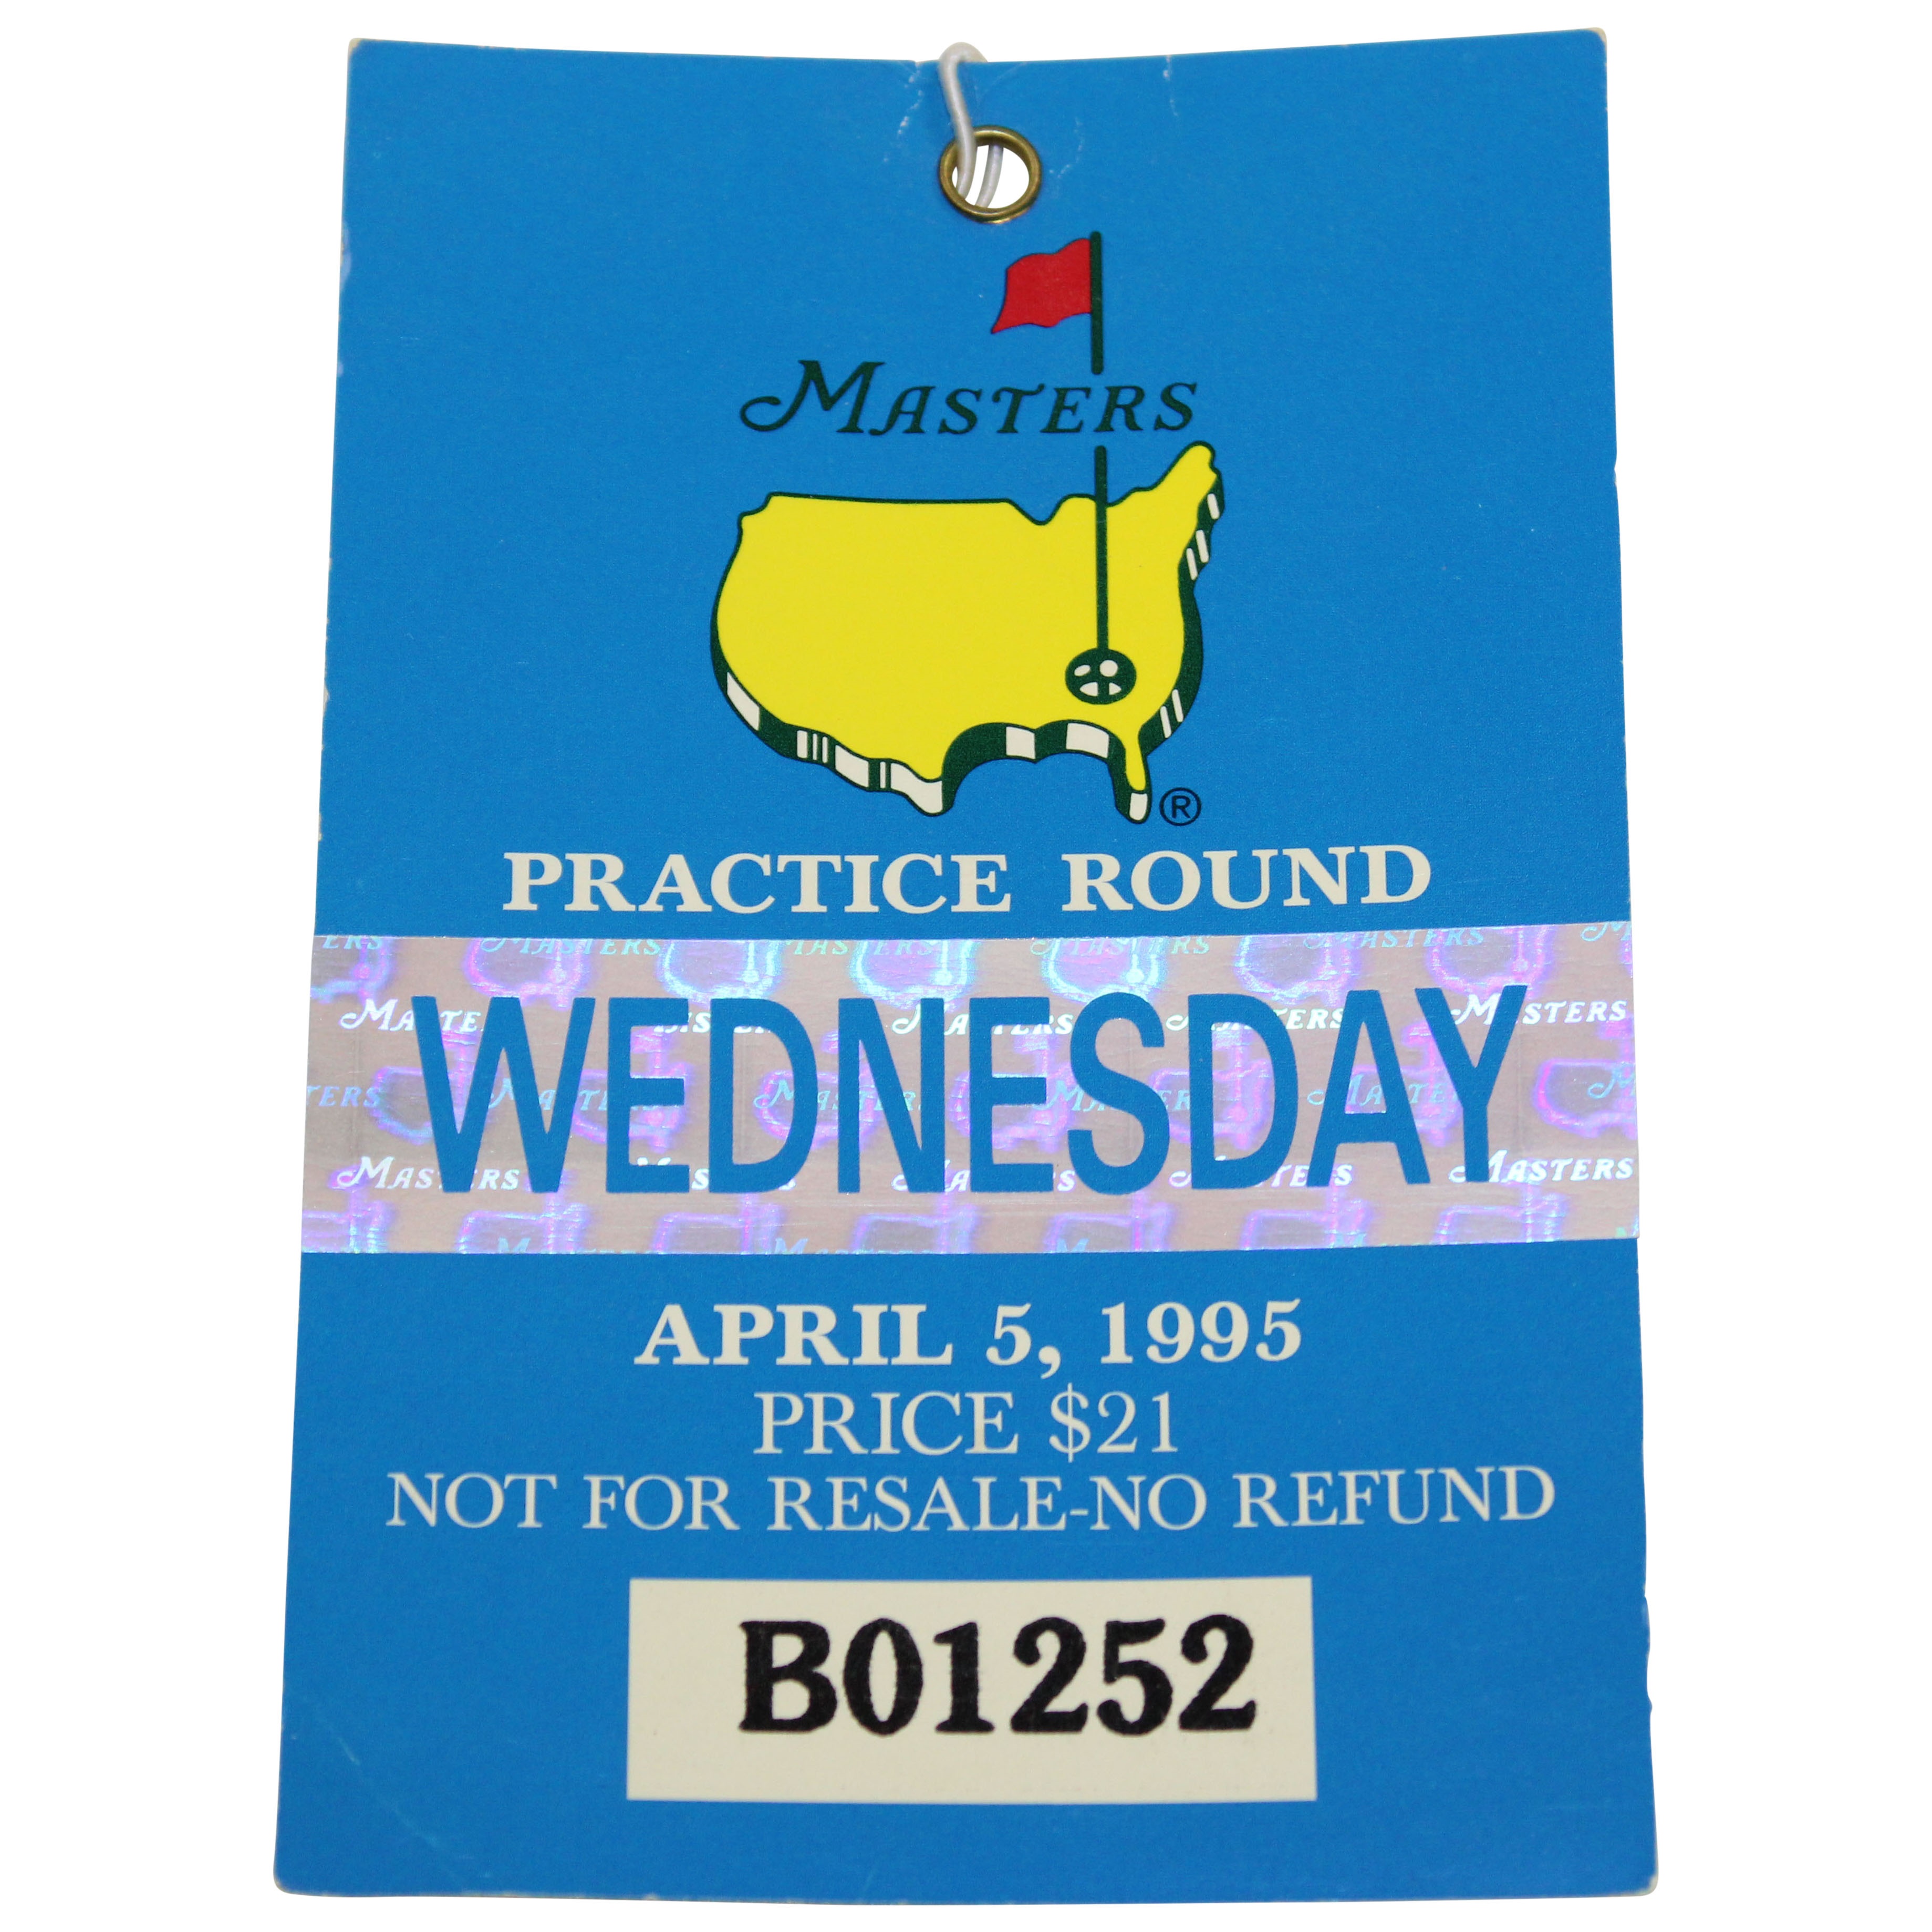 MASTERS
®
PRACTICE ROUND
WEDNESDAY
APRIL 5, 1995
PRICE $21
NOT FOR RESALE-NO REFUND
B01252